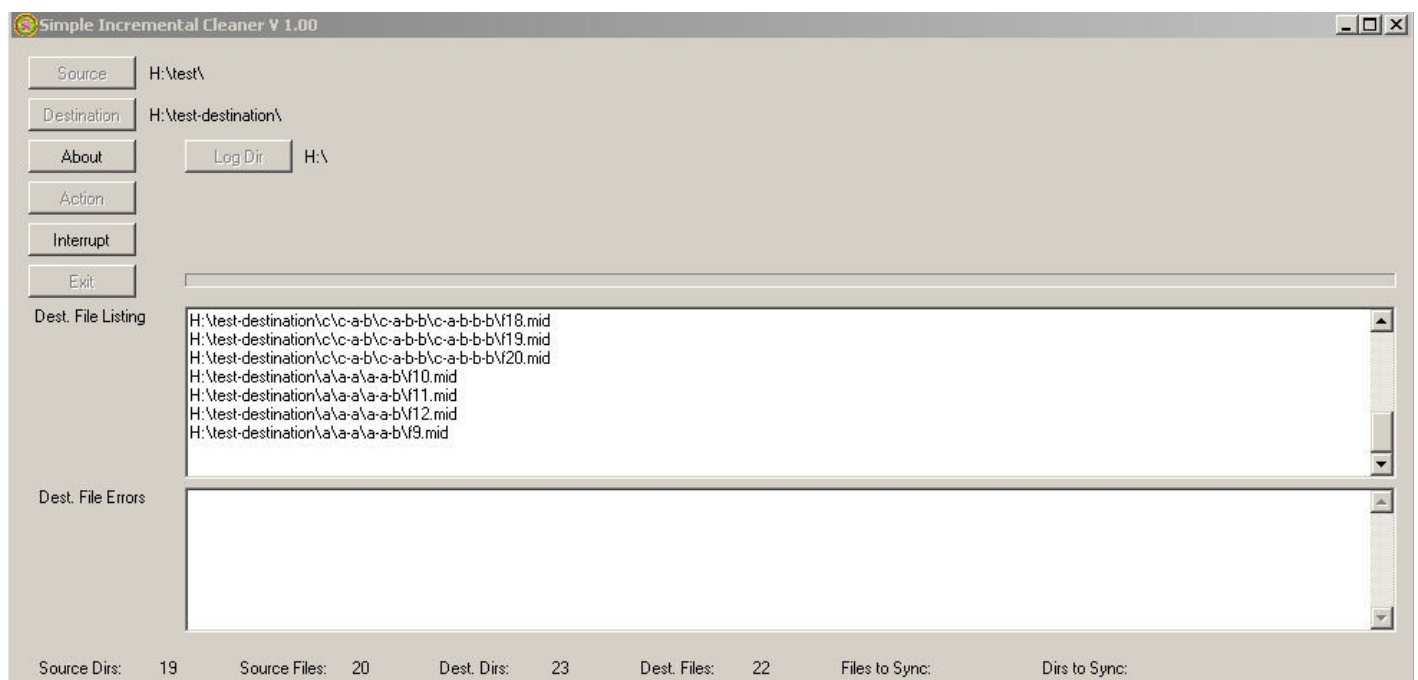 Simple Incremental Cleaner V 1.00
Source H:\test\
Destination H:\test-destination\
About Log Dir H:\
Action
Interrupt
Exit
Dest. File Listing
H:\test-destination\c\c-a-b\c-a-b-b\c-a-b-b-b\f18.mid
H:\test-destination\c\c-a-b\c-a-b-b\c-a-b-b-b\f19.mid
H:\test-destination\c\c-a-b\c-a-b-b\c-a-b-b-b\f20.mid
H:\test-destination\a\a-a\a-a-b\f10.mid
H:\test-destination\a\a-a\a-a-b\f11.mid
H:\test-destination\a\a-a\a-a-b\f12.mid
H:\test-destination\a\a-a\a-a-b\f9.mid
Dest. File Errors
Source Dirs: 19 Source Files: 20 Dest. Dirs: 23 Dest. Files: 22 Files to Sync: Dirs to Sync: